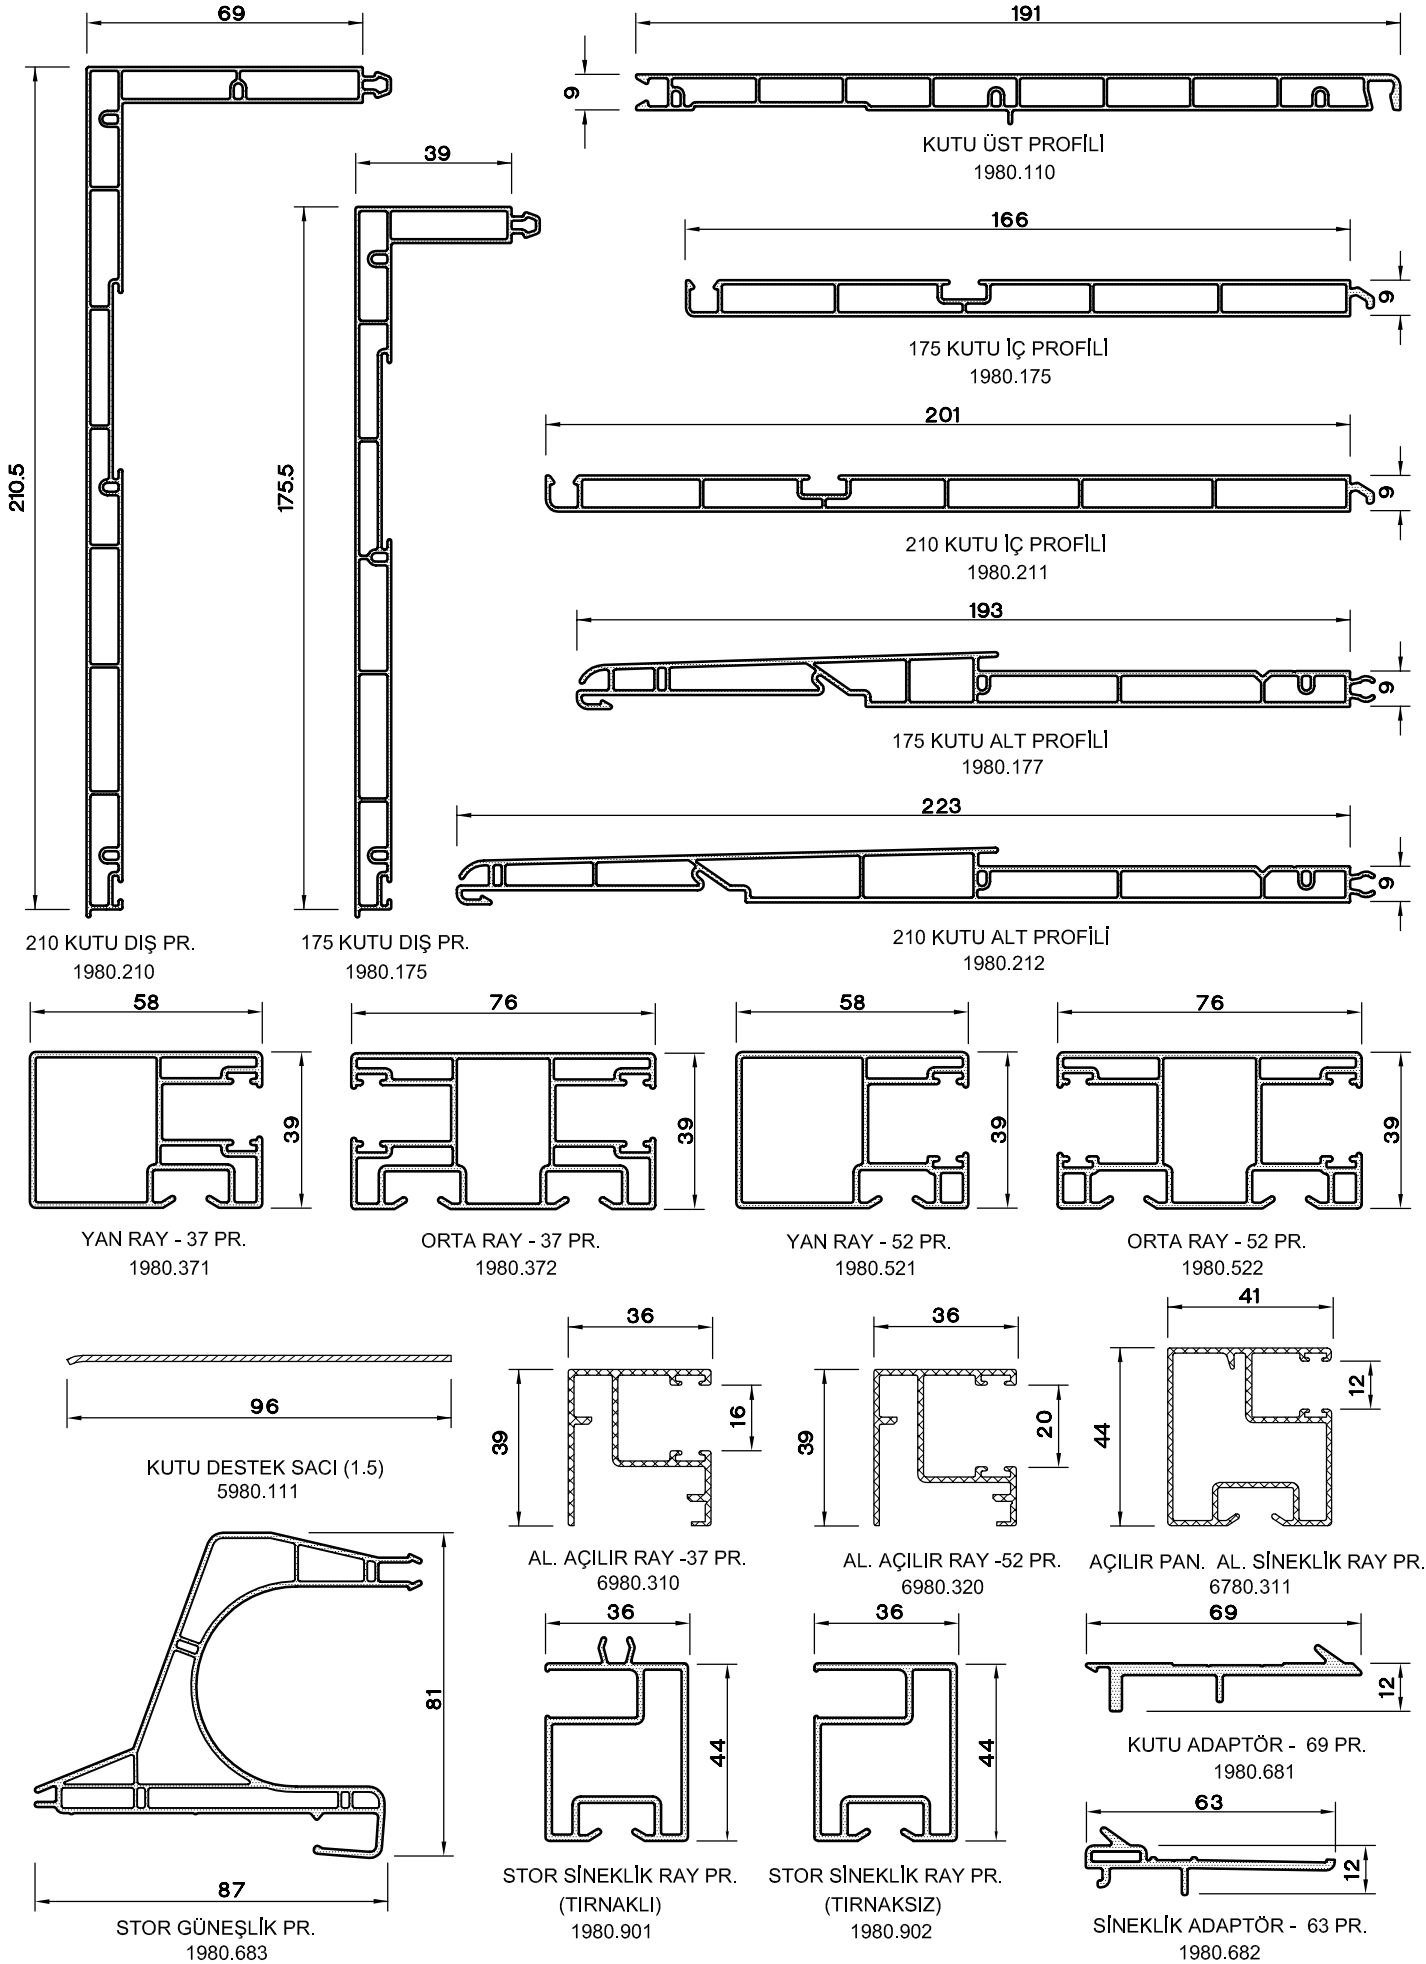 69
191
9
KUTU ÜST PROFİLİ
1980.110
39
166
9
175 KUTU İÇ PROFİLİ
1980.175
201
9
210 KUTU İÇ PROFİLİ
1980.211
210.5
175.5
193
9
175 KUTU ALT PROFİLİ
1980.177
223
9
210 KUTU ALT PROFİLİ
1980.212
210 KUTU DIŞ PR.
1980.210
175 KUTU DIŞ PR.
1980.175
58
39
YAN RAY - 37 PR.
1980.371
76
39
ORTA RAY - 37 PR.
1980.372
58
39
YAN RAY - 52 PR.
1980.521
76
39
ORTA RAY - 52 PR.
1980.522
96
KUTU DESTEK SACI (1.5)
5980.111
36
39
16
AL. AÇILIR RAY -37 PR.
6980.310
36
39
20
AL. AÇILIR RAY -52 PR.
6980.320
41
44
12
AÇILIR PAN. AL. SİNEKLİK RAY PR.
6780.311
81
87
STOR GÜNEŞLİK PR.
1980.683
36
44
STOR SİNEKLİK RAY PR.
(TIRNAKLI)
1980.901
36
44
STOR SİNEKLİK RAY PR.
(TIRNAKSIZ)
1980.902
69
12
KUTU ADAPTÖR - 69 PR.
1980.681
63
12
SİNEKLİK ADAPTÖR - 63 PR.
1980.682